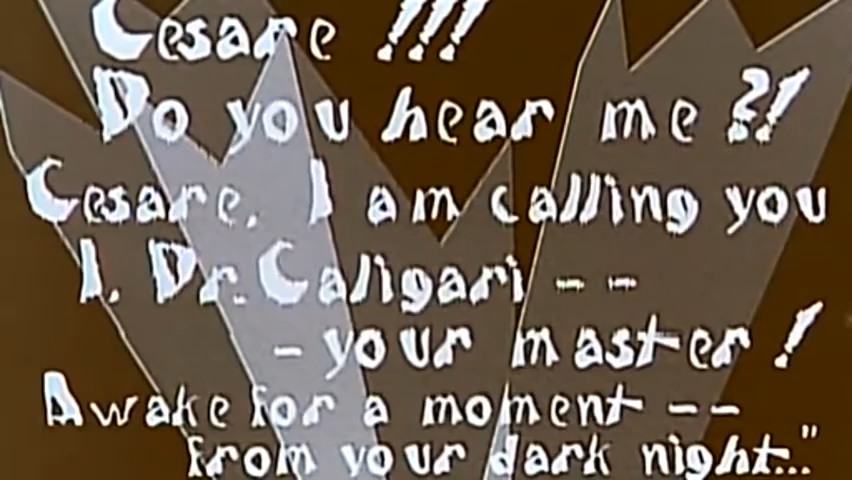 Cesare !!!
Do you hear me ?!
Cesare, I am calling you
I, Dr. Caligari - -
- your master !
Awake for a moment - -
from your dark night..."